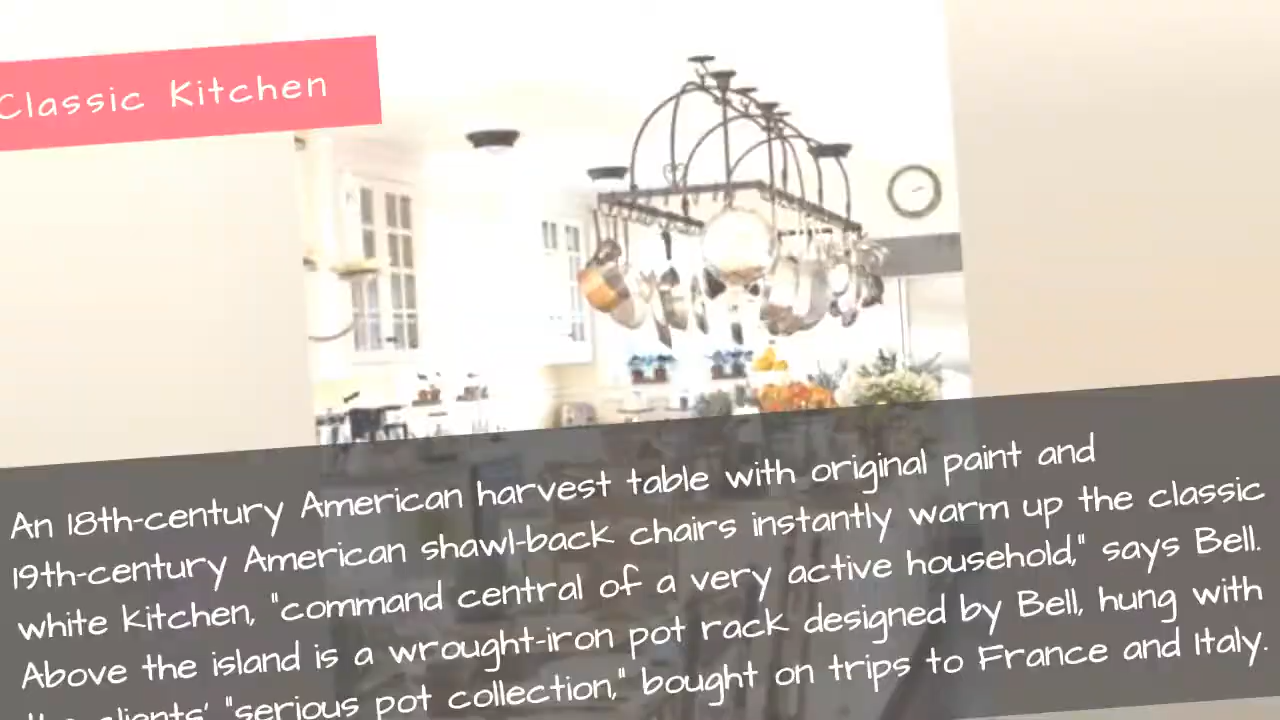 Classic Kitchen
An 18th-century American harvest table with original paint and
19th-century American shawl-back chairs instantly warm up the classic
white kitchen, "command central of a very active household," says Bell.
Above the island is a wrought-iron pot rack designed by Bell, hung with
the clients' "serious pot collection," bought on trips to France and Italy.